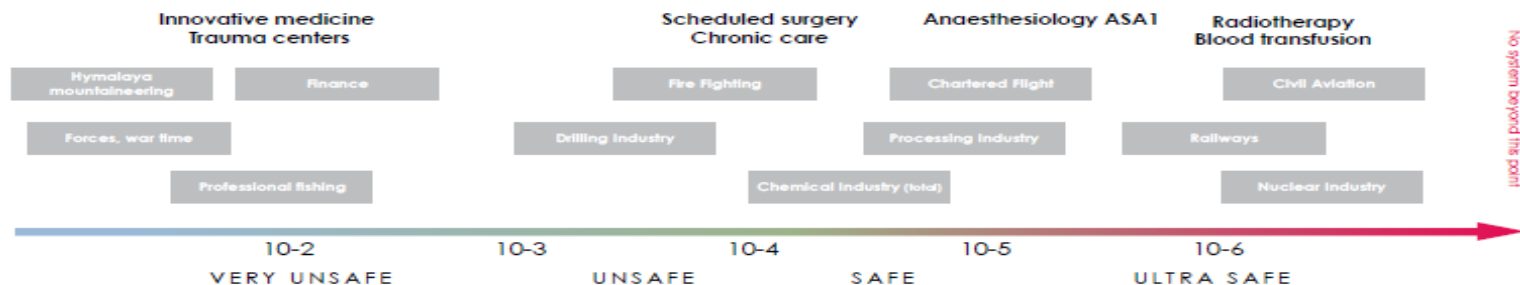 Innovative medicine
Trauma centers
Scheduled surgery
Chronic care
Anaesthesiology ASA1
Radiotherapy
Blood transfusion
Hymalaya
mountaineering
Finance
Fire Fighting
Chartered Flight
Civil Aviation
Forces, war time
Drilling Industry
Processing Industry
Railways
Professional fishing
Chemical Industry (total)
Nuclear Industry
No system beyond this point
10-2
10-3
10-4
10-5
10-6
VERY UNSAFE
UNSAFE
SAFE
ULTRA SAFE